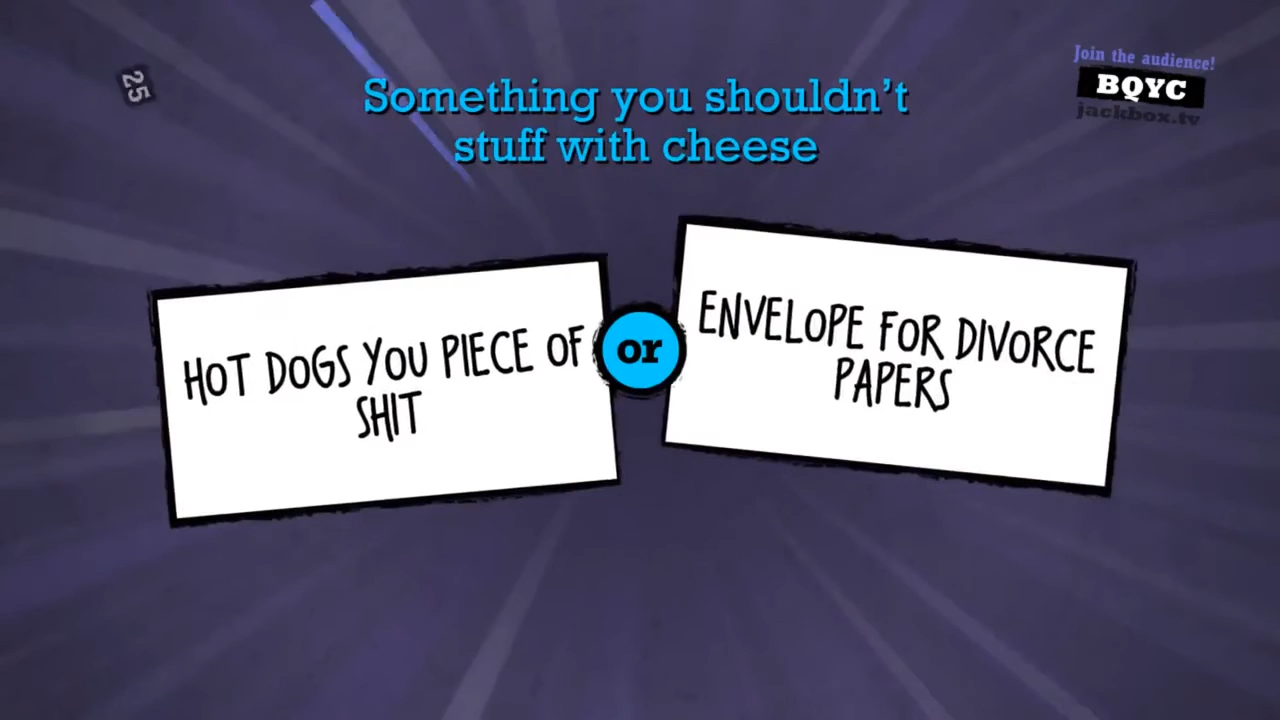 25
Join the audience!
BQYC
jackbox.tv
Something you shouldn't
stuff with cheese
HOT DOGS YOU PIECE OF
SHIT
or
ENVELOPE FOR DIVORCE
PAPERS